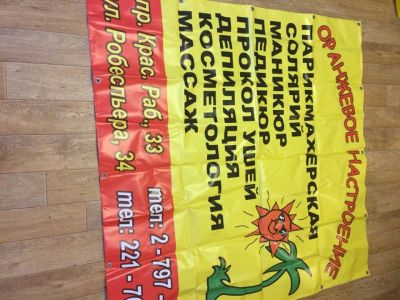 ОРАНЖЕВОЕ НАСТРОЕНИЕ
ПАРИКМАХЕРСКАЯ
СОЛЯРИЙ
МАНИКЮР
ПЕДИКЮР
ПРОКОЛ УШЕЙ
ДЕПИЛЯЦИЯ
КОСМЕТОЛОГИЯ
МАССАЖ
пр. Крас. Раб., 33 тел: 2-797-
ул. Робеспьера, 34 тел: 221-70